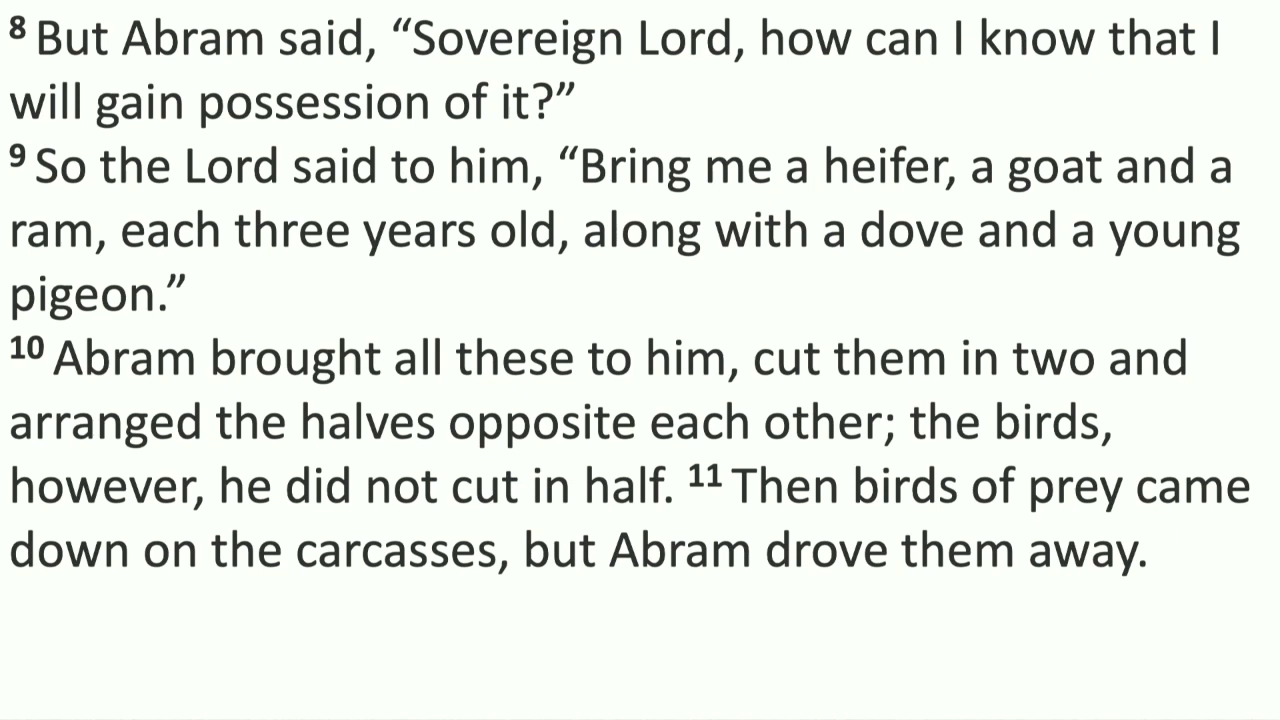 8 But Abram said, “Sovereign Lord, how can I know that I
will gain possession of it?”
9 So the Lord said to him, “Bring me a heifer, a goat and a
ram, each three years old, along with a dove and a young
pigeon.”
10 Abram brought all these to him, cut them in two and
arranged the halves opposite each other; the birds,
however, he did not cut in half. 11 Then birds of prey came
down on the carcasses, but Abram drove them away.